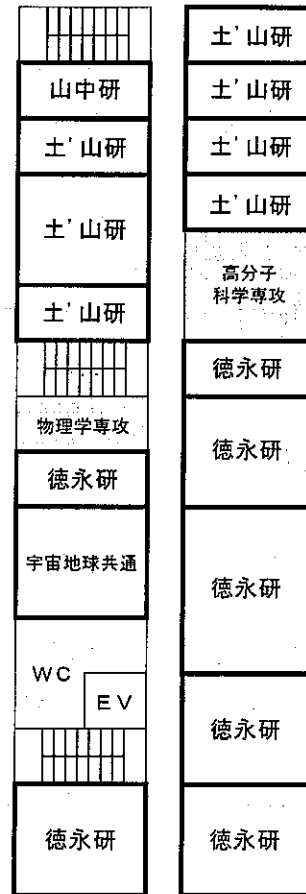 山中研
土'山研
土'山研
土'山研
物理学専攻
徳永研
宇宙地球共通
WC
EV
徳永研
土'山研
土'山研
土'山研
土'山研
高分子
科学専攻
徳永研
徳永研
徳永研
徳永研
徳永研